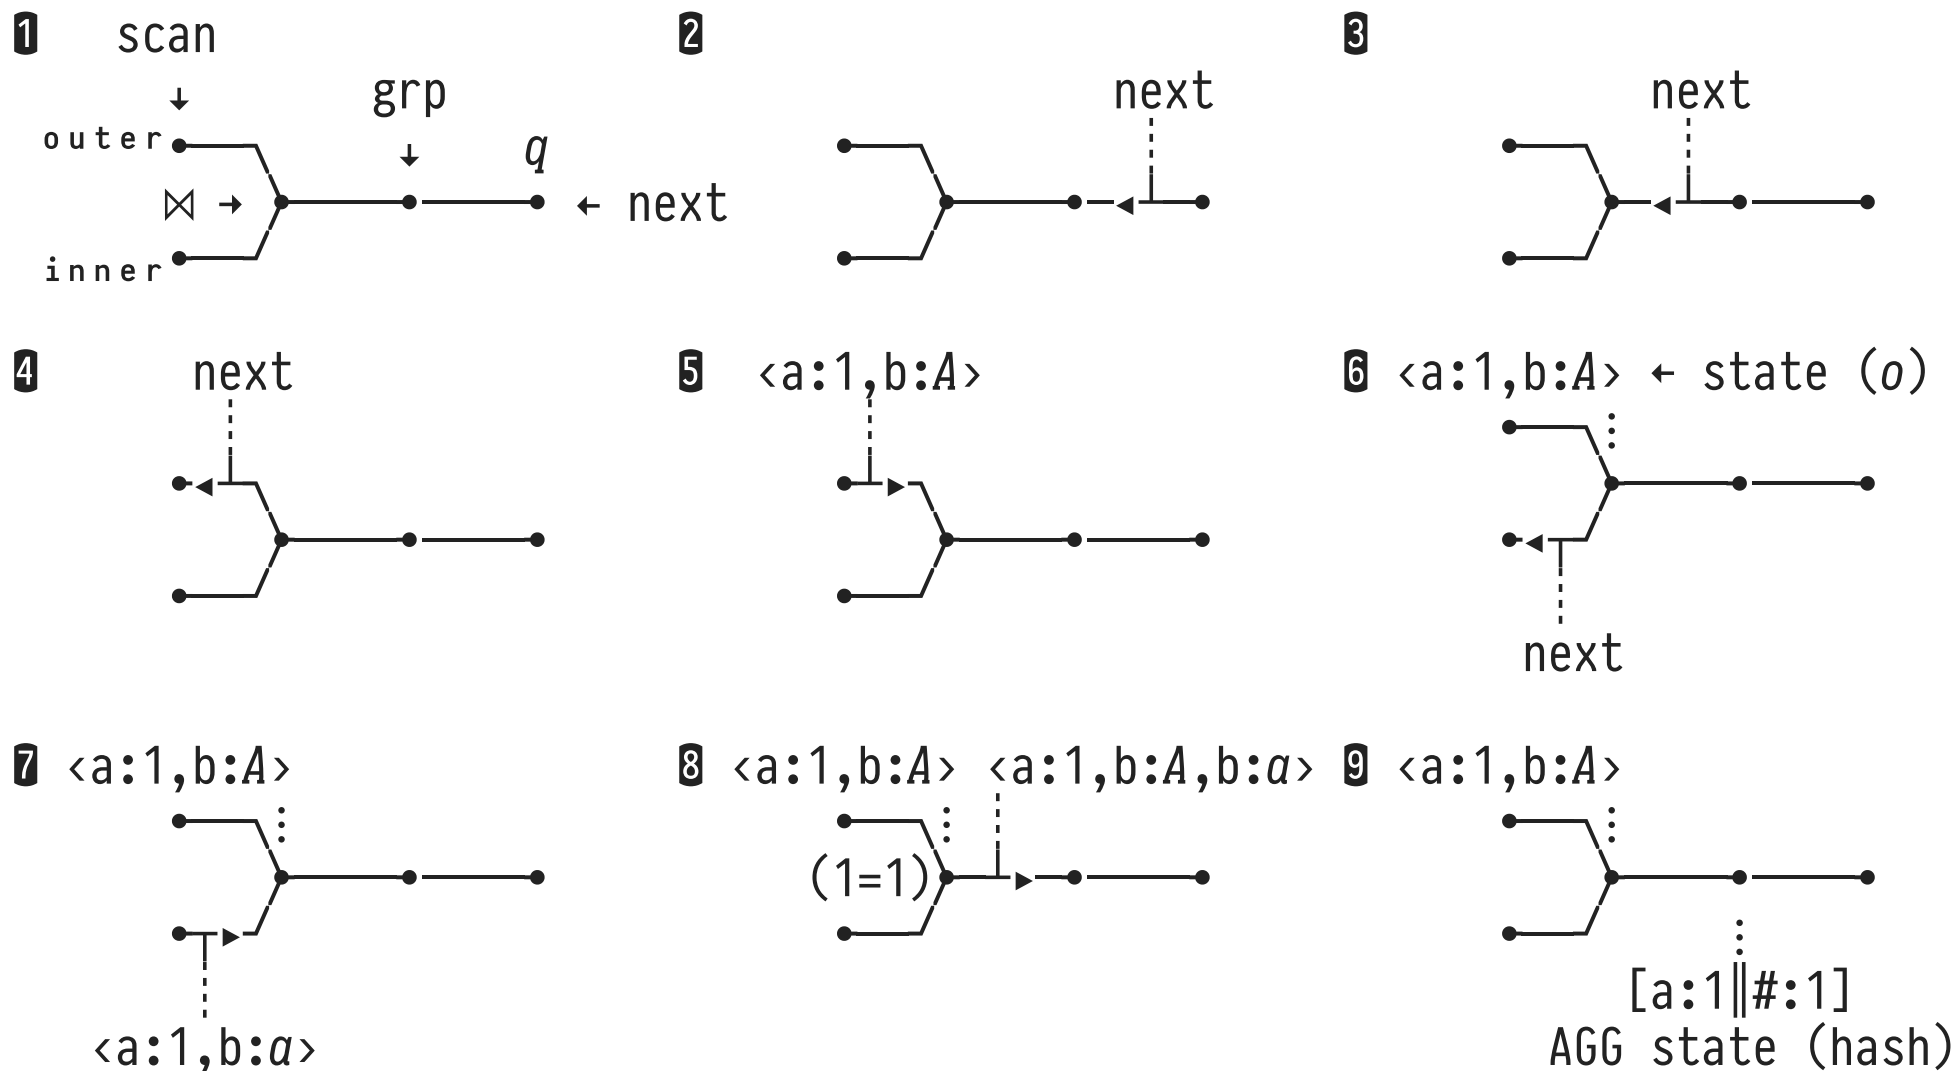 1 scan
grp
outer
q
⋈ → ← next
inner
2
next
3
next
4
next
5 <a:1,b:A>
6 <a:1,b:A> ← state (o)
next
7 <a:1,b:A>
<a:1,b:a>
8 <a:1,b:A> <a:1,b:A,b:a>
(1=1)
9 <a:1,b:A>
[a:1‖#:1]
AGG state (hash)